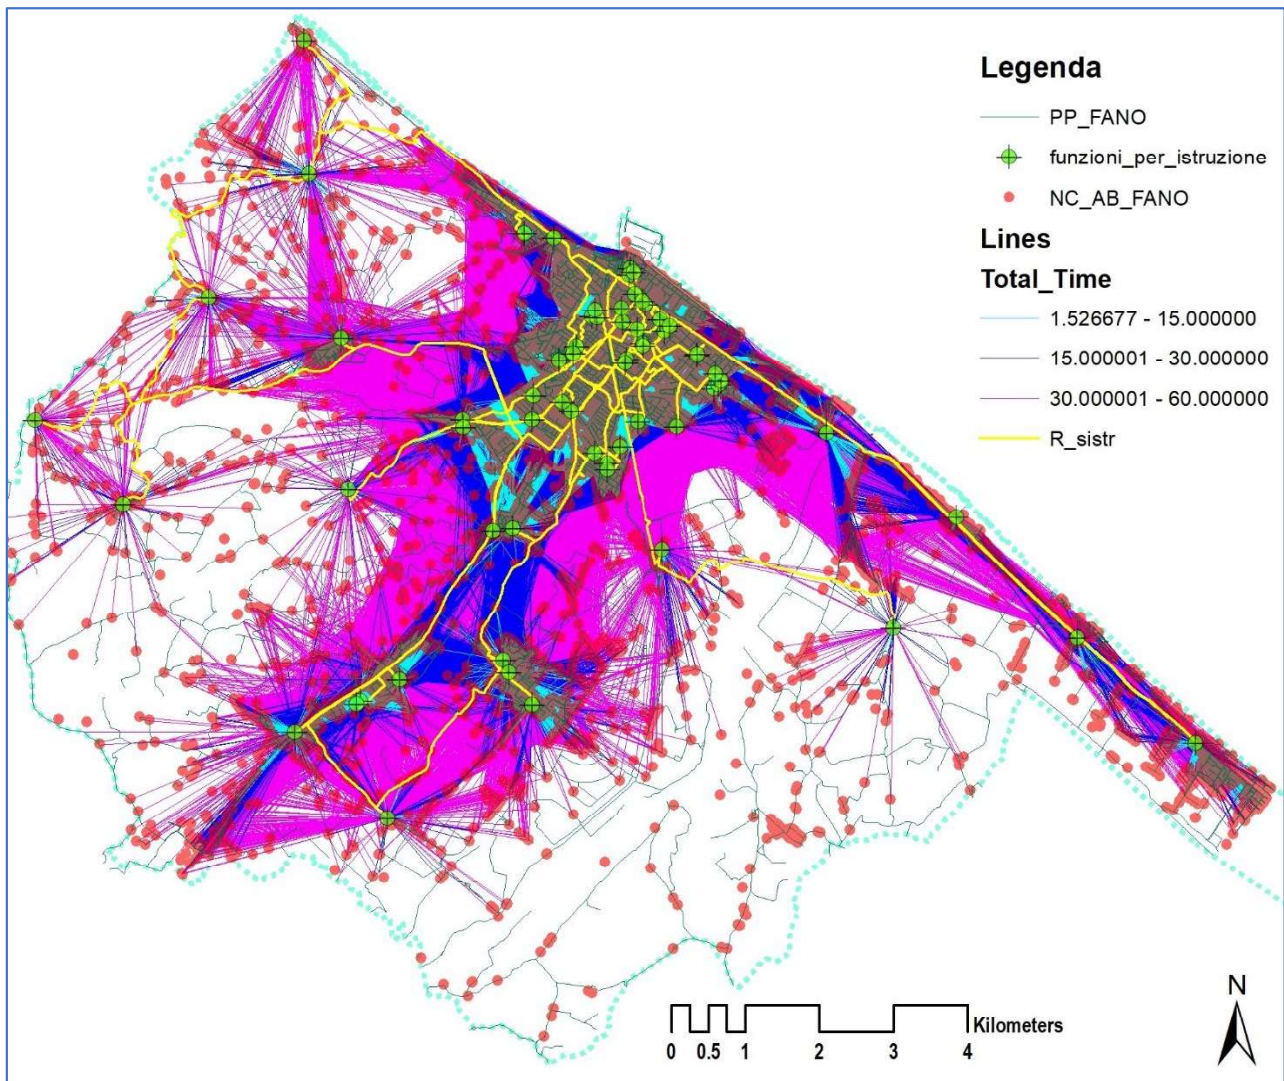 Legenda
PP_FANO
funzioni_per_istruzione
NC_AB_FANO
Lines
Total_Time
1.526677 - 15.000000
15.000001 - 30.000000
30.000001 - 60.000000
R_sistr
N
Kilometers
0 0.5 1 2 3 4